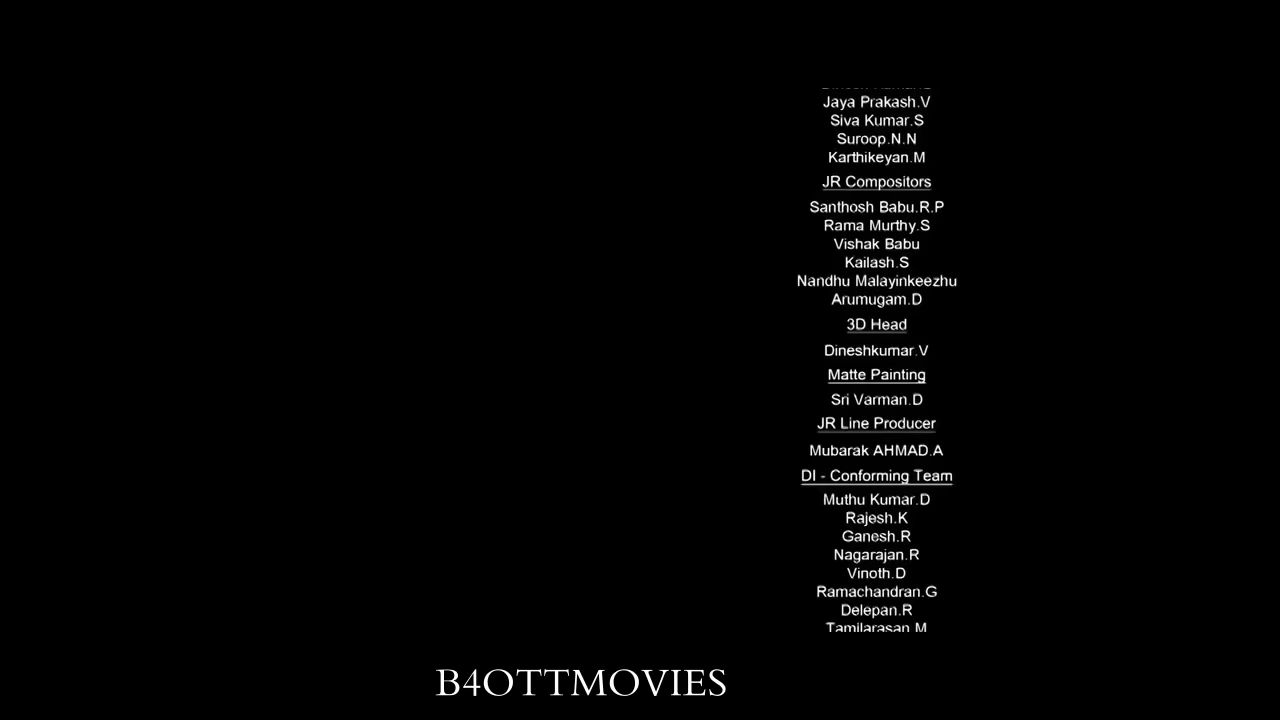 Jaya Prakash.V
Siva Kumar.S
Suroop.N.N
Karthikeyan.M
JR Compositors
Santhosh Babu.R.P
Rama Murthy.S
Vishak Babu
Kailash.S
Nandhu Malayinkeezhu
Arumugam.D
3D Head
Dineshkumar.V
Matte Painting
Sri Varman.D
JR Line Producer
Mubarak AHMAD.A
DI - Conforming Team
Muthu Kumar.D
Rajesh.K
Ganesh.R
Nagarajan.R
Vinoth.D
Ramachandran.G
Delepan.R
Tamilarasan.M
B4OTTMOVIES